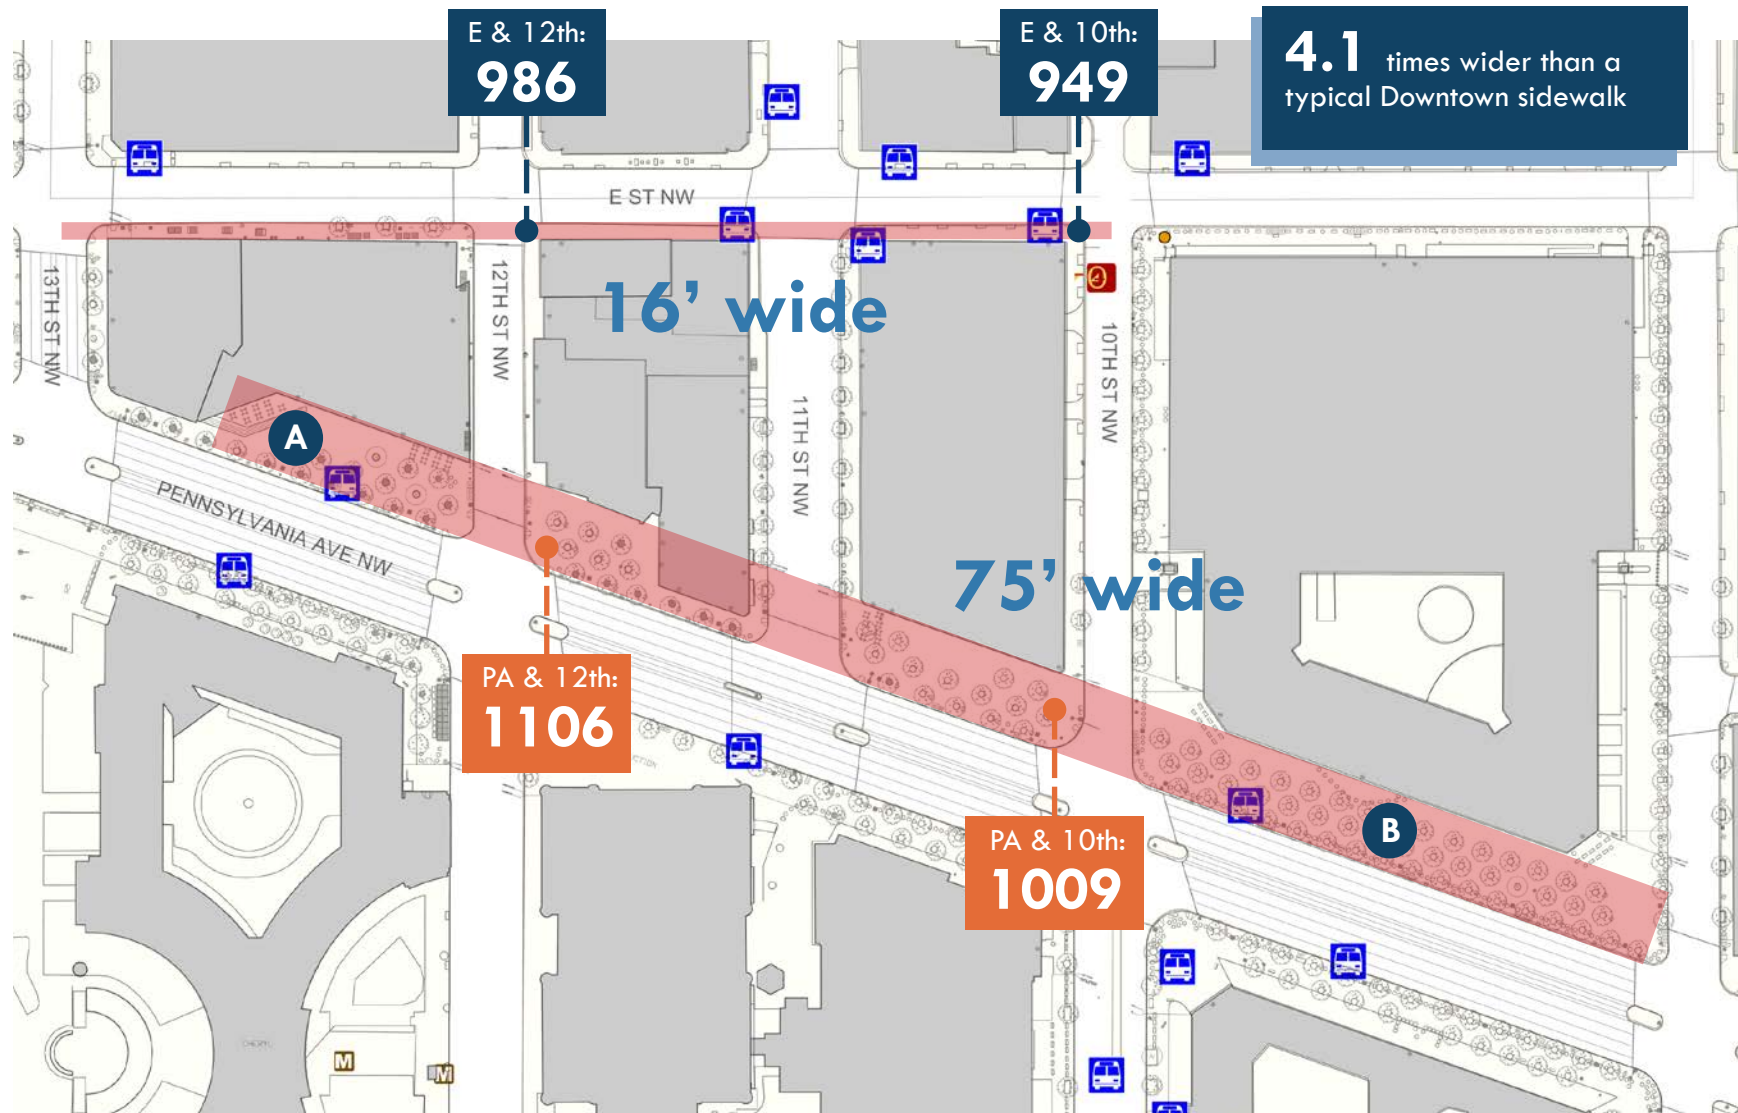 E & 12th:
986
E & 10th:
949
4.1 times wider than a
typical Downtown sidewalk
E ST NW
16’ wide
13TH ST NW
12TH ST NW
11TH ST NW
10TH ST NW
A
PENNSYLVANIA AVE NW
75’ wide
PA & 12th:
1106
PA & 10th:
1009
B
M
M